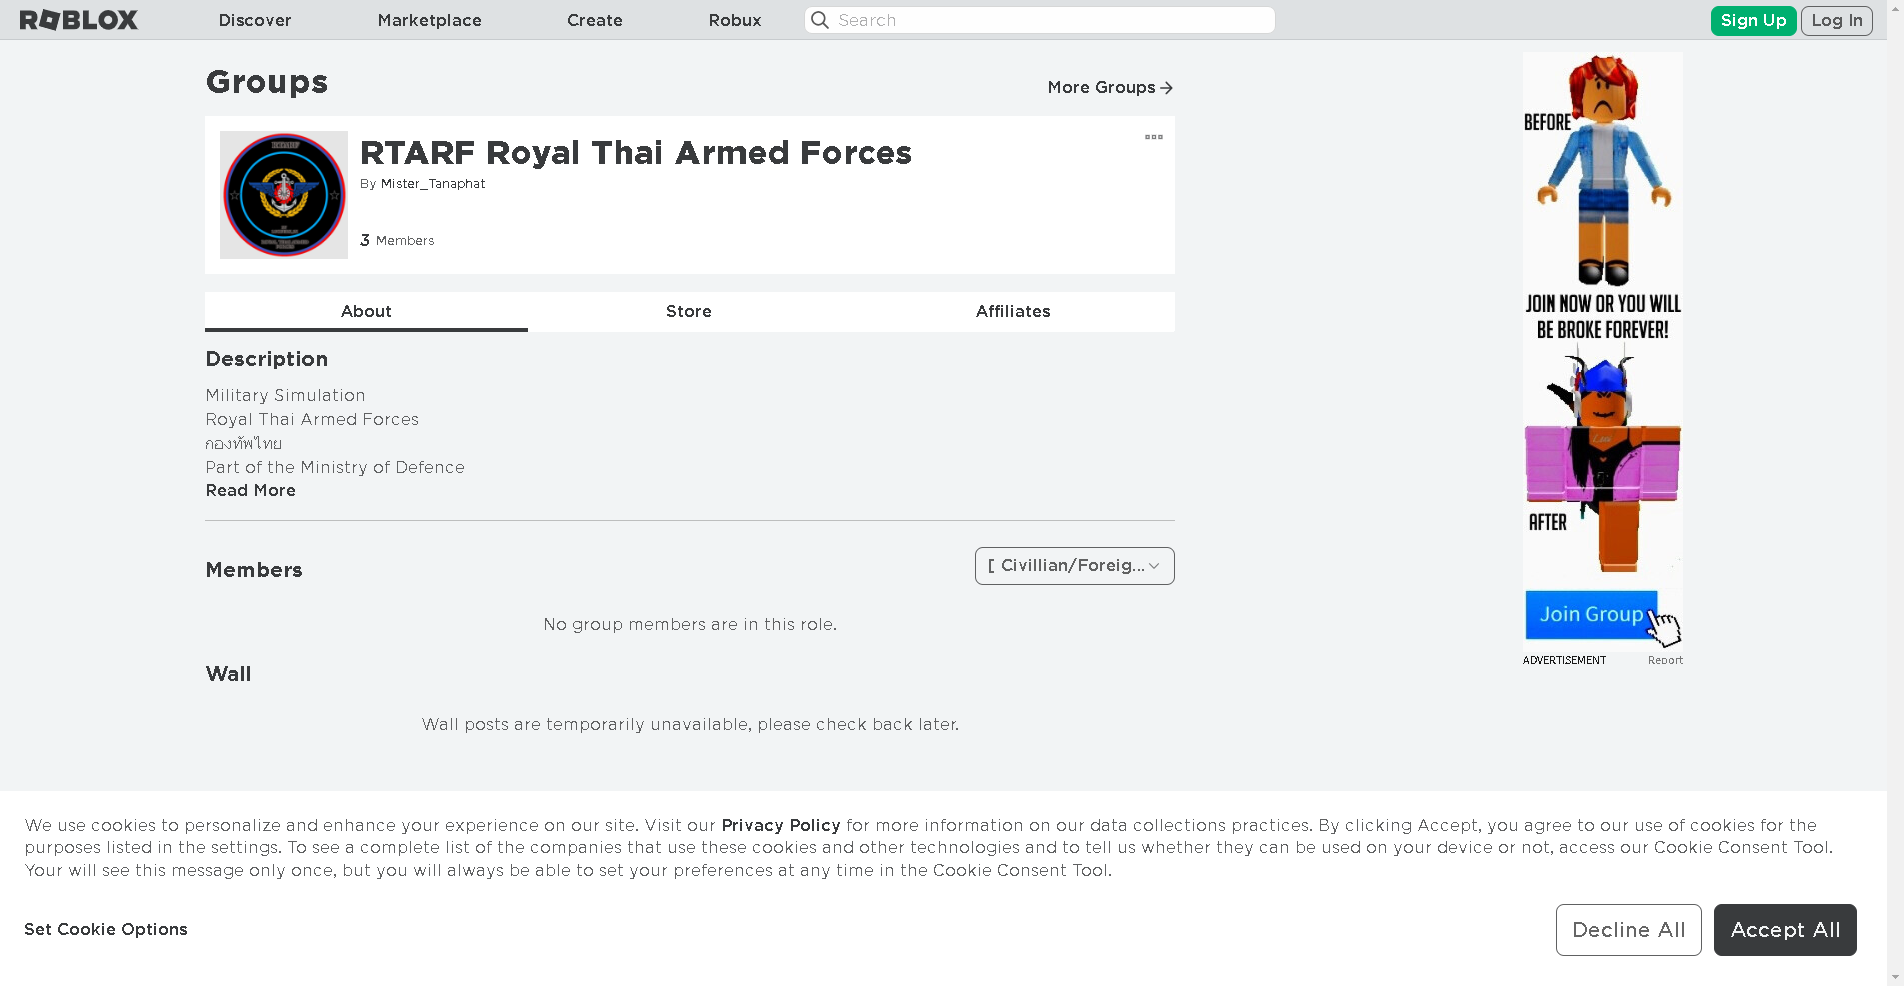 ROBLOX
Discover
Marketplace
Create
Robux
Search
Sign Up
Log In
Groups
More Groups
RTARF Royal Thai Armed Forces
By Mister_Tanaphat
3 Members
About
Store
Affiliates
Description
Military Simulation
Royal Thai Armed Forces
กองทัพไทย
Part of the Ministry of Defence
Read More
Members
[ Civillian/Foreig...
No group members are in this role.
Wall
Wall posts are temporarily unavailable, please check back later.
BEFORE
JOIN NOW OR YOU WILL
BE BROKE FOREVER!
AFTER
Join Group
ADVERTISEMENT
Report
We use cookies to personalize and enhance your experience on our site. Visit our Privacy Policy for more information on our data collections practices. By clicking Accept, you agree to our use of cookies for the
purposes listed in the settings. To see a complete list of the companies that use these cookies and other technologies and to tell us whether they can be used on your device or not, access our Cookie Consent Tool.
Your will see this message only once, but you will always be able to set your preferences at any time in the Cookie Consent Tool.
Set Cookie Options
Decline All
Accept All